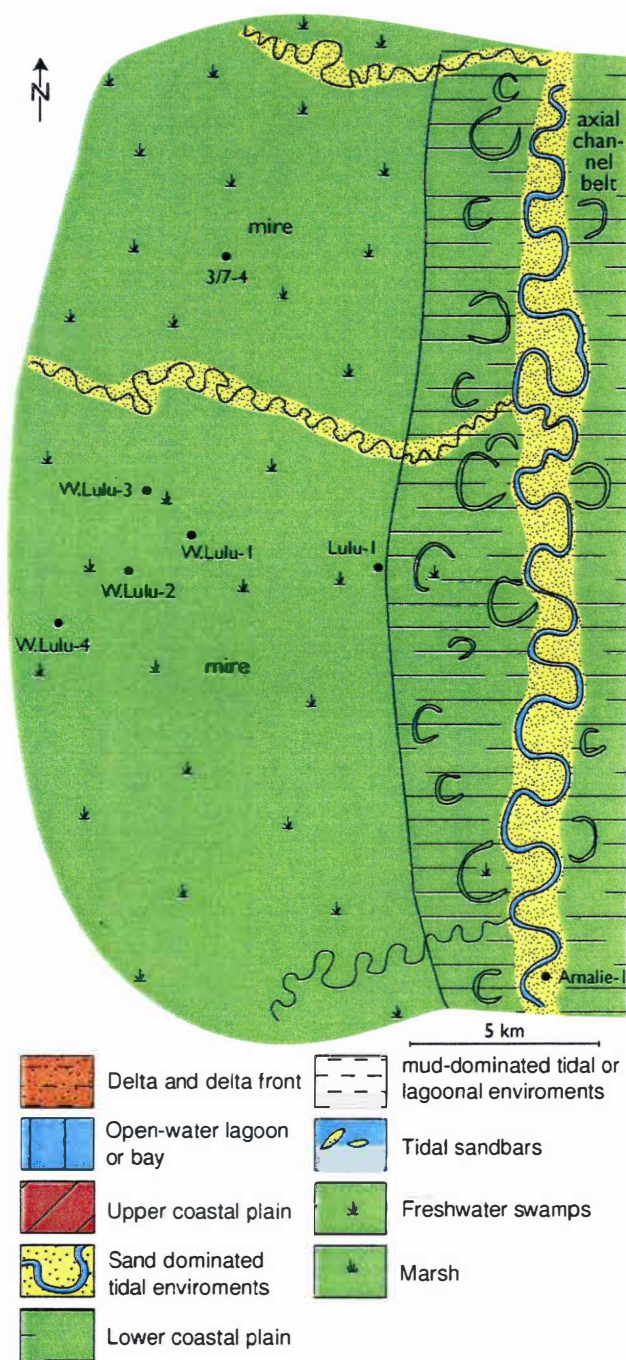 N
axial
chan-
nel
belt
mire
3/7-4
W.Lulu-3
W.Lulu-1
Lulu-1
W.Lulu-2
W.Lulu-4
mire
Amalie-1
5 km
Delta and delta front
mud-dominated tidal or
lagoonal enviroments
Open-water lagoon
or bay
Tidal sandbars
Upper coastal plain
Freshwater swamps
Sand dominated
tidal enviroments
Marsh
Lower coastal plain